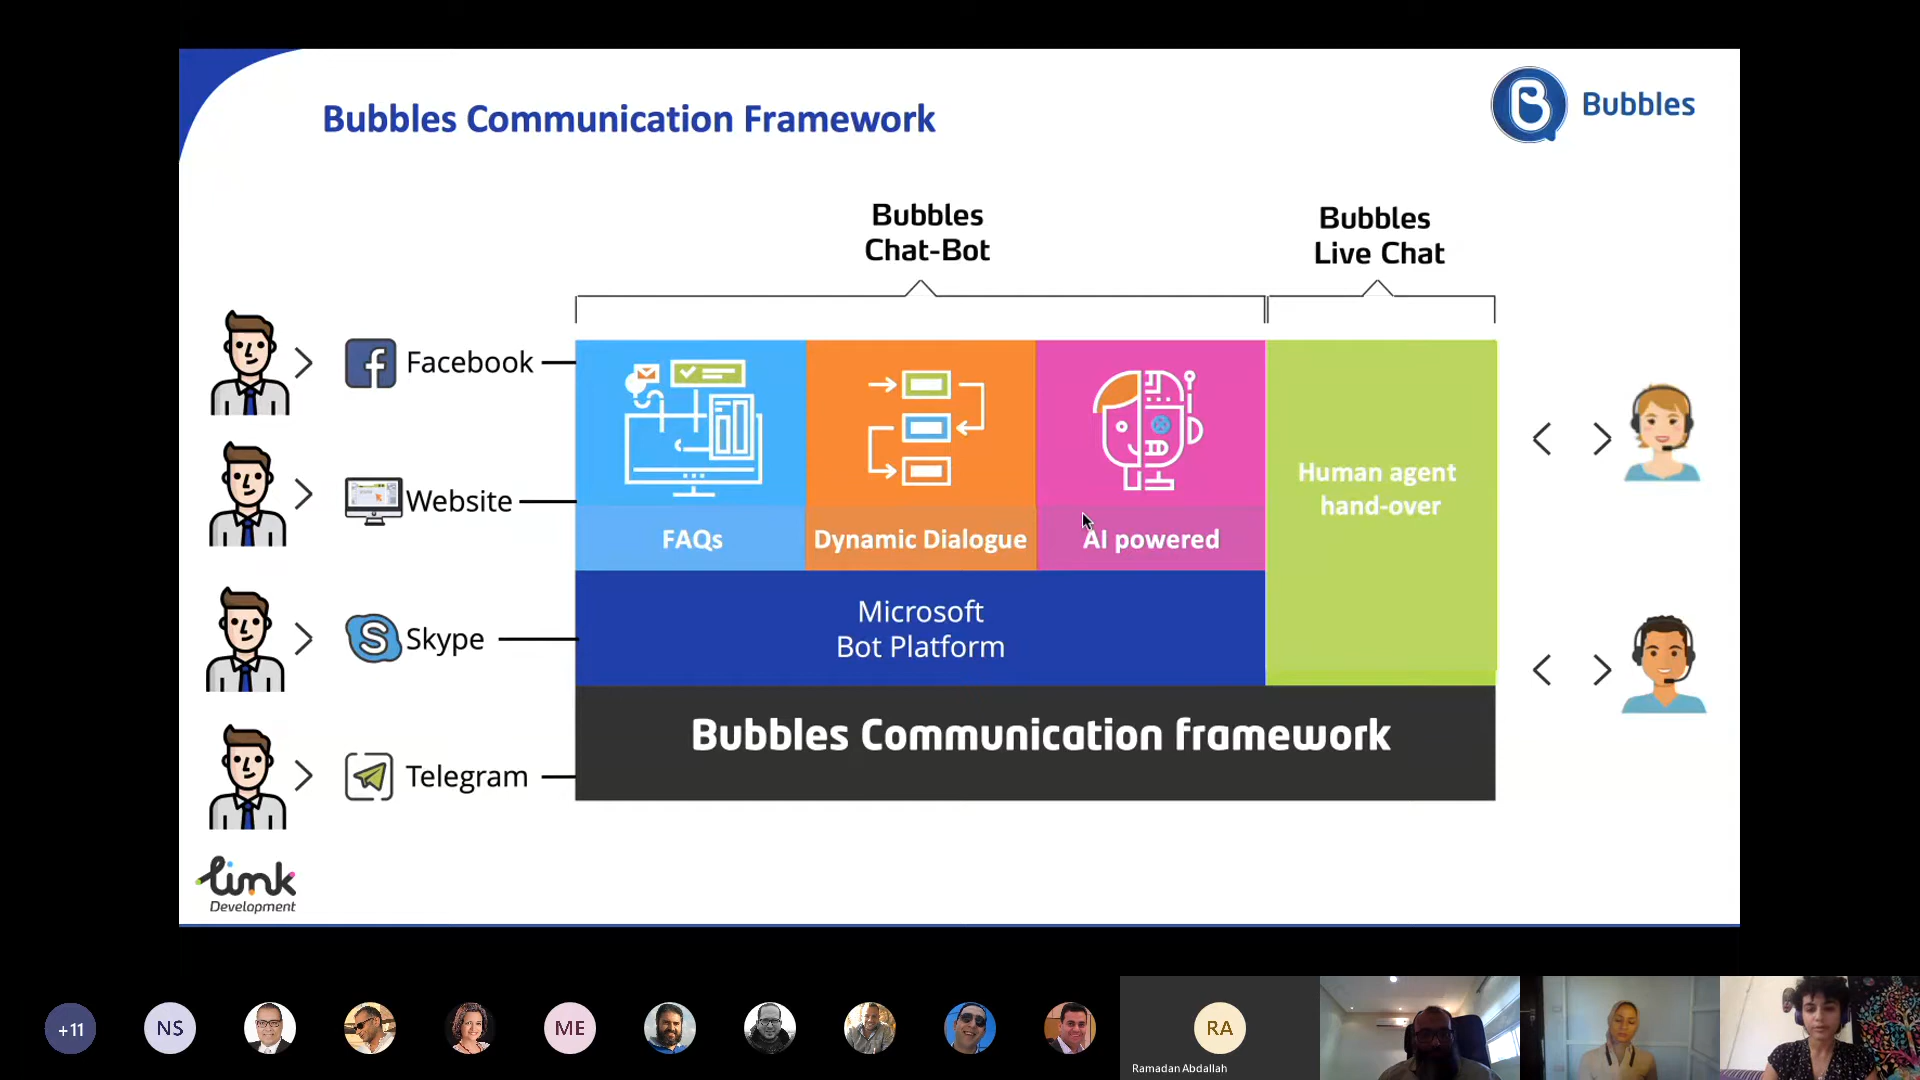 Bubbles Communication Framework
Bubbles
Bubbles
Chat-Bot
Bubbles
Live Chat
Facebook
Website
Skype
Telegram
FAQs
Dynamic Dialogue
AI powered
Human agent
hand-over
Microsoft
Bot Platform
Bubbles Communication framework
link
Development
+11
NS
ME
RA
Ramadan Abdallah